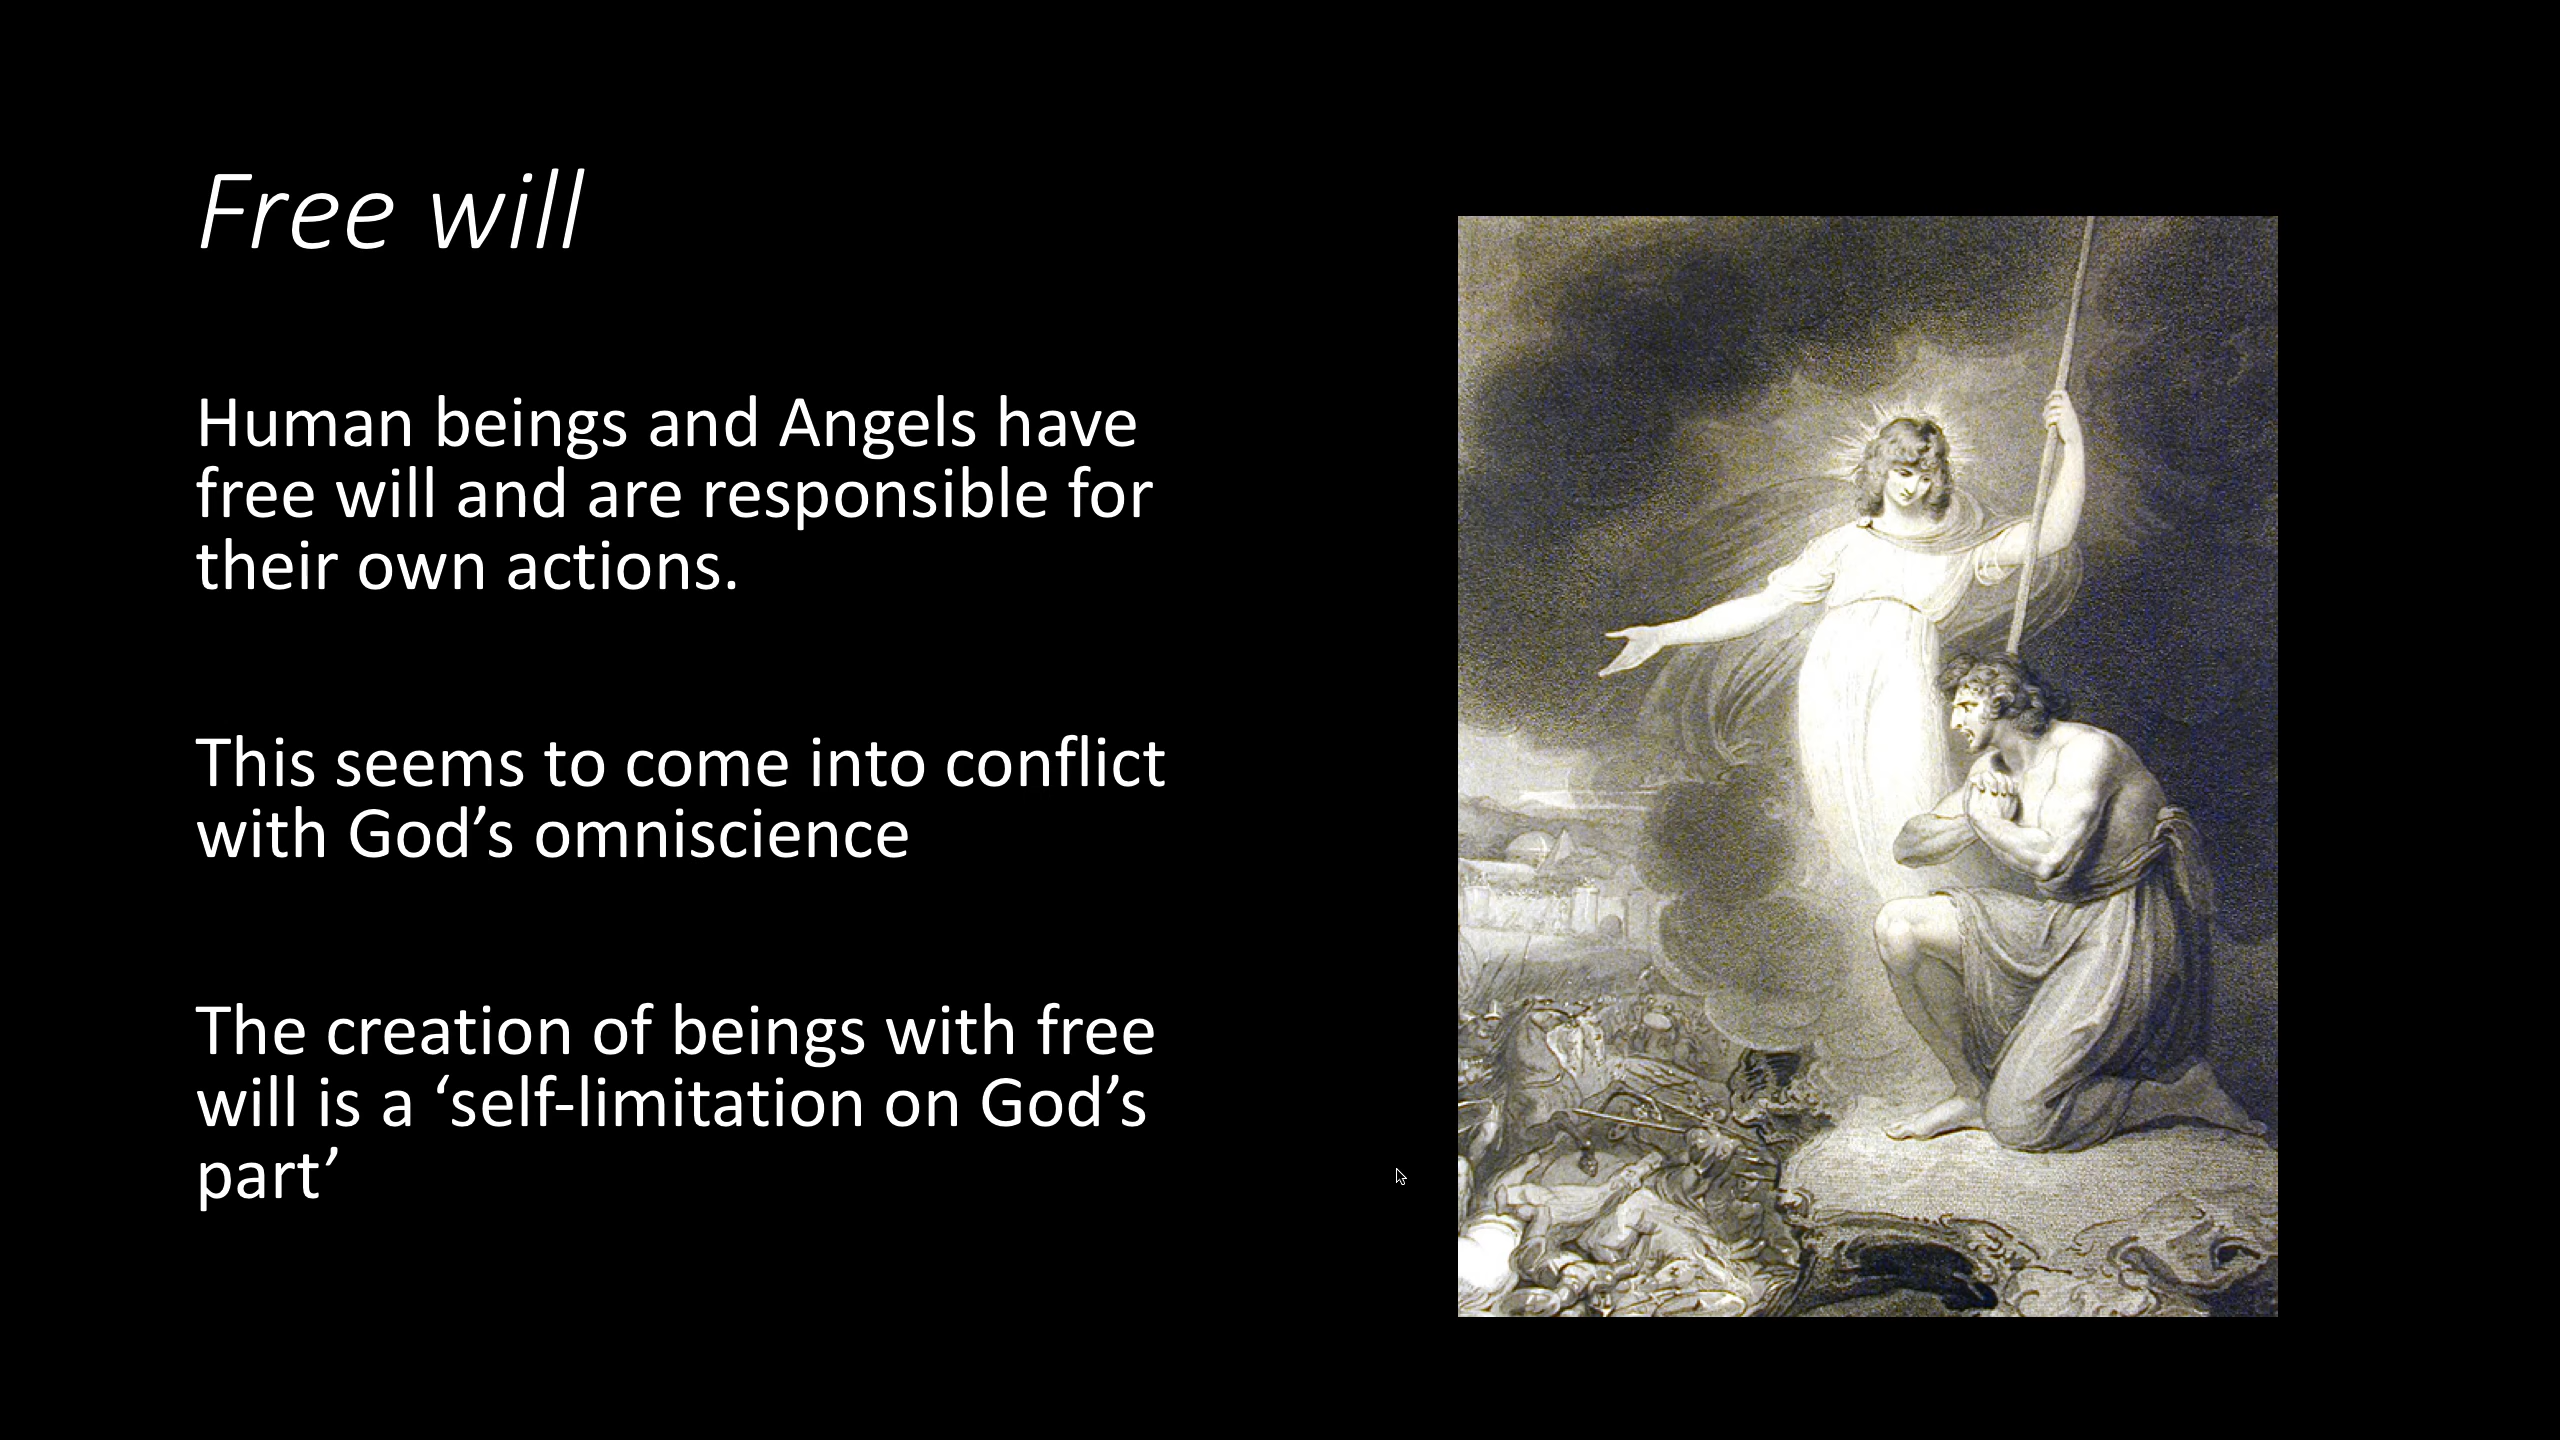 Free will
Human beings and Angels have
free will and are responsible for
their own actions.
This seems to come into conflict
with God’s omniscience
The creation of beings with free
will is a ‘self-limitation on God’s
part’